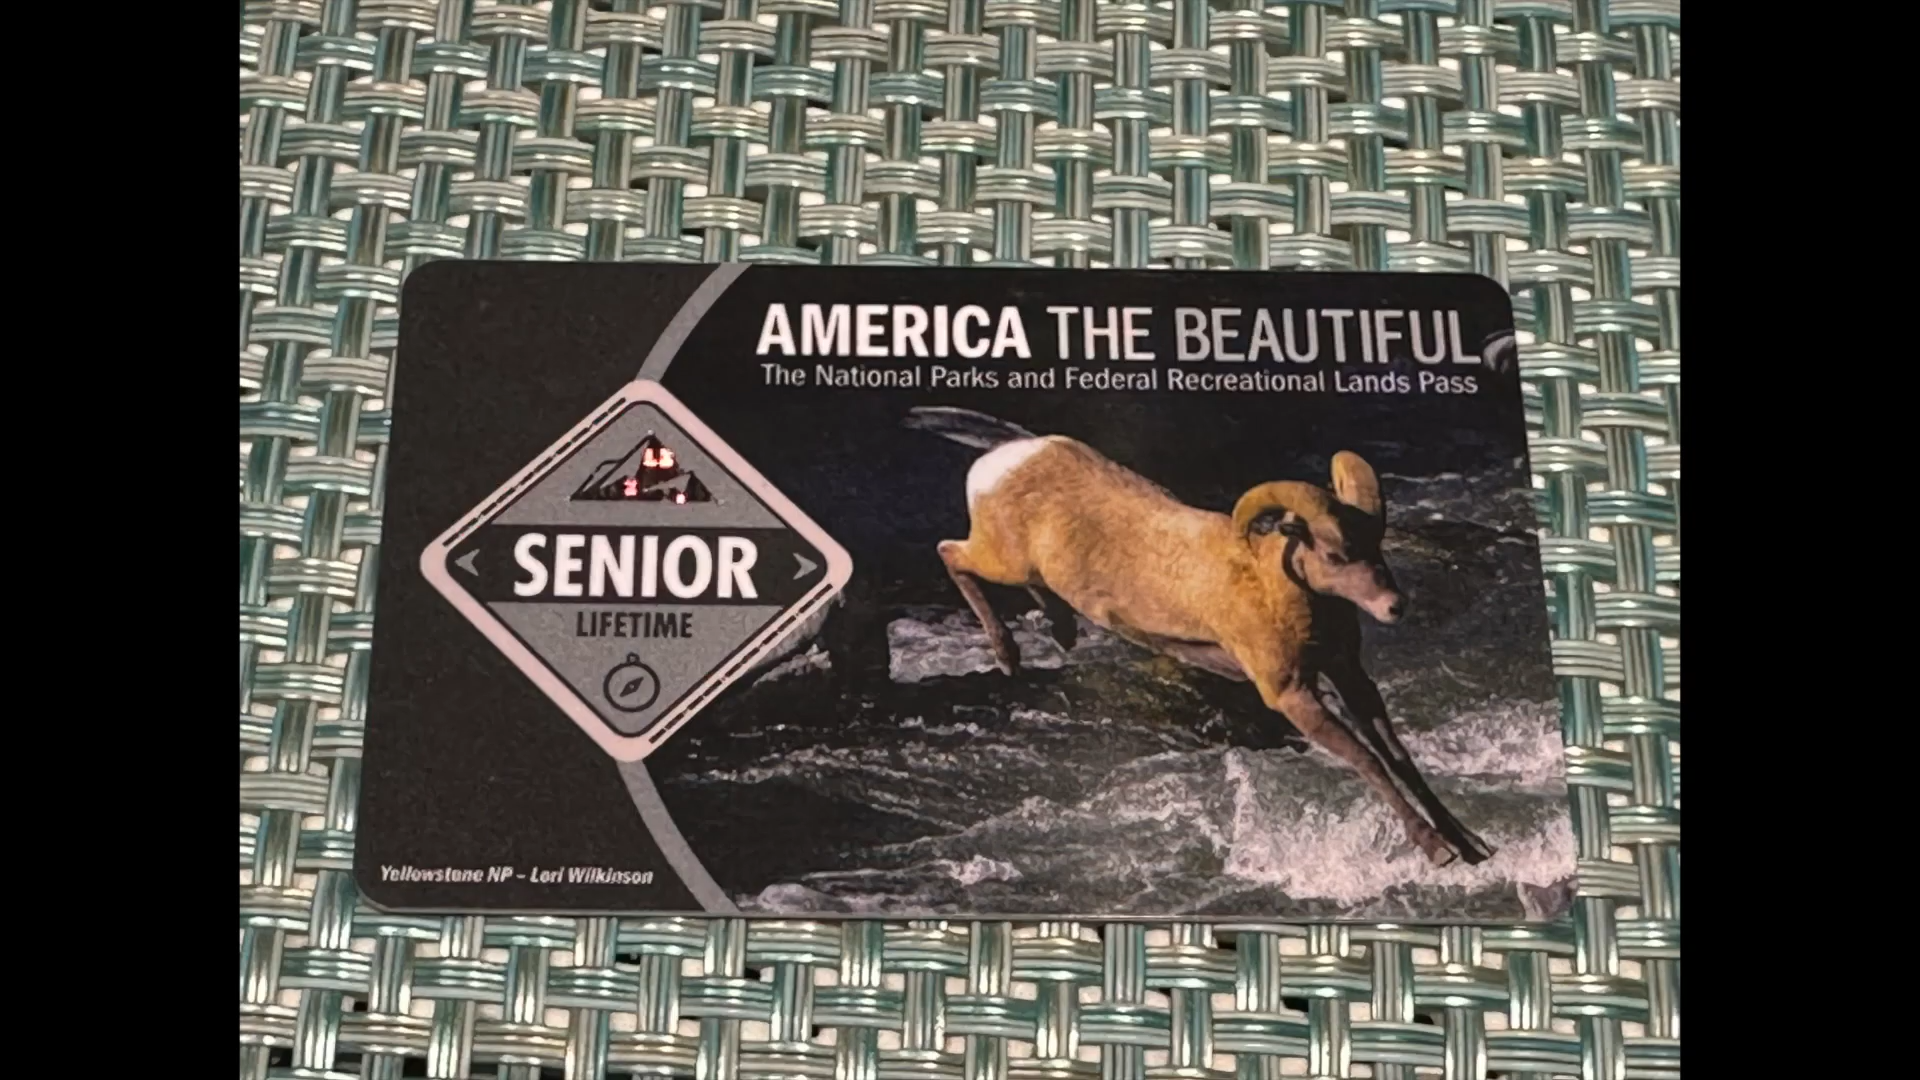 AMERICA THE BEAUTIFUL
The National Parks and Federal Recreational Lands Pass
SENIOR
LIFETIME
Yellowstone NP - Lori Wilkinson